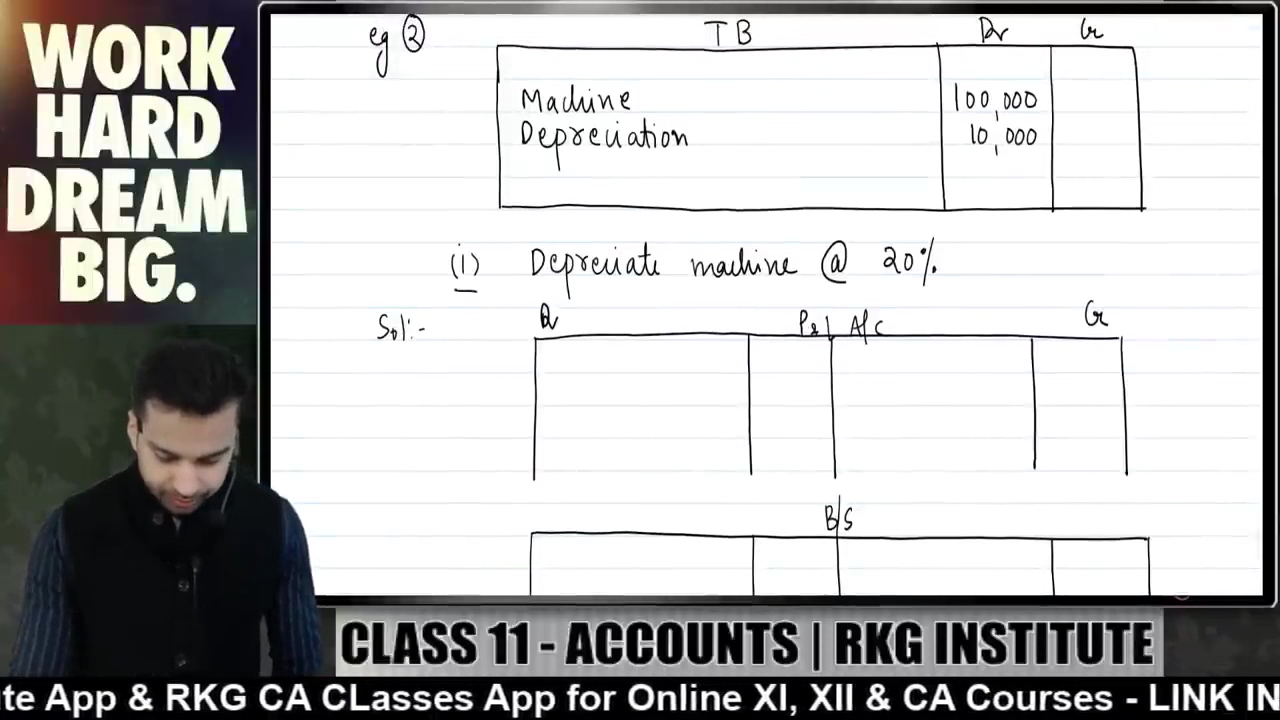 WORK
HARD
DREAM
BIG.
eg ②
T B Dr Cr
Machine 100,000
Depreciation 10,000
(i) Depreciate machine @ 20%
Sol:-
Dr P&L A/c Cr
B/S
CLASS 11 - ACCOUNTS | RKG INSTITUTE
ute App & RKG CA CLasses App for Online XI, XII & CA Courses - LINK IN